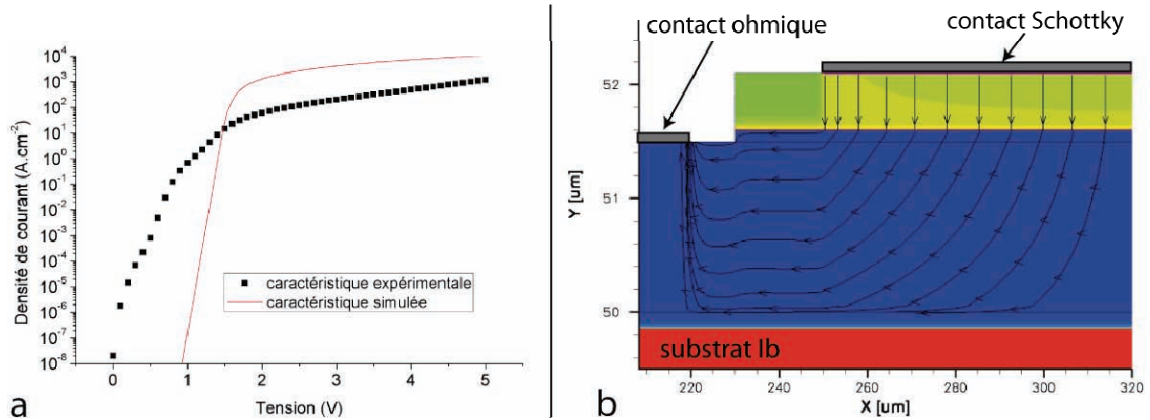 10⁴
10³
10²
10¹
10⁰
10⁻¹
10⁻²
10⁻³
10⁻⁴
10⁻⁵
10⁻⁶
10⁻⁷
10⁻⁸
Densité de courant (A.cm⁻²)
caractéristique expérimentale
caractéristique simulée
0 1 2 3 4 5
Tension (V)
a
contact ohmique
contact Schottky
52
51
50
Y [um]
substrat Ib
220 240 260 280 300 320
X [um]
b